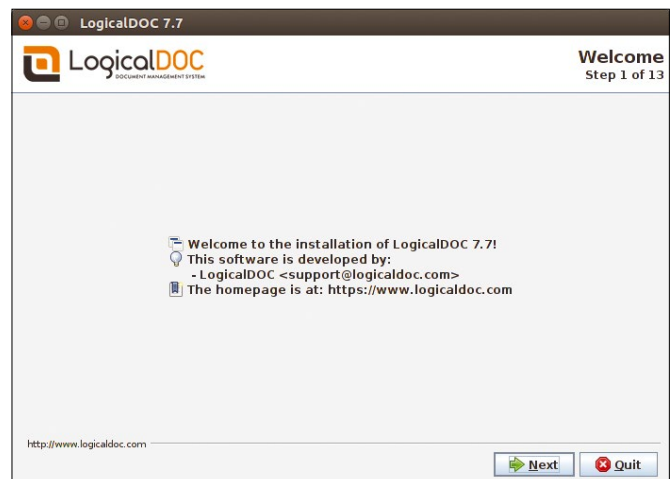 LogicalDOC 7.7
LogicalDOC
DOCUMENT MANAGEMENT SYSTEM
Welcome
Step 1 of 13
Welcome to the installation of LogicalDOC 7.7!
This software is developed by:
- LogicalDOC <support@logicaldoc.com>
The homepage is at: https://www.logicaldoc.com
http://www.logicaldoc.com
Next
Quit